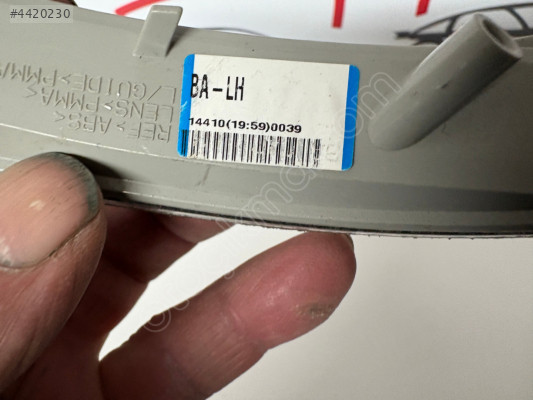 #4420230
BA-LH
14410(19:59)0039
REF>ABS<
LENS>PMMA<
L/GUIDE>PMMA